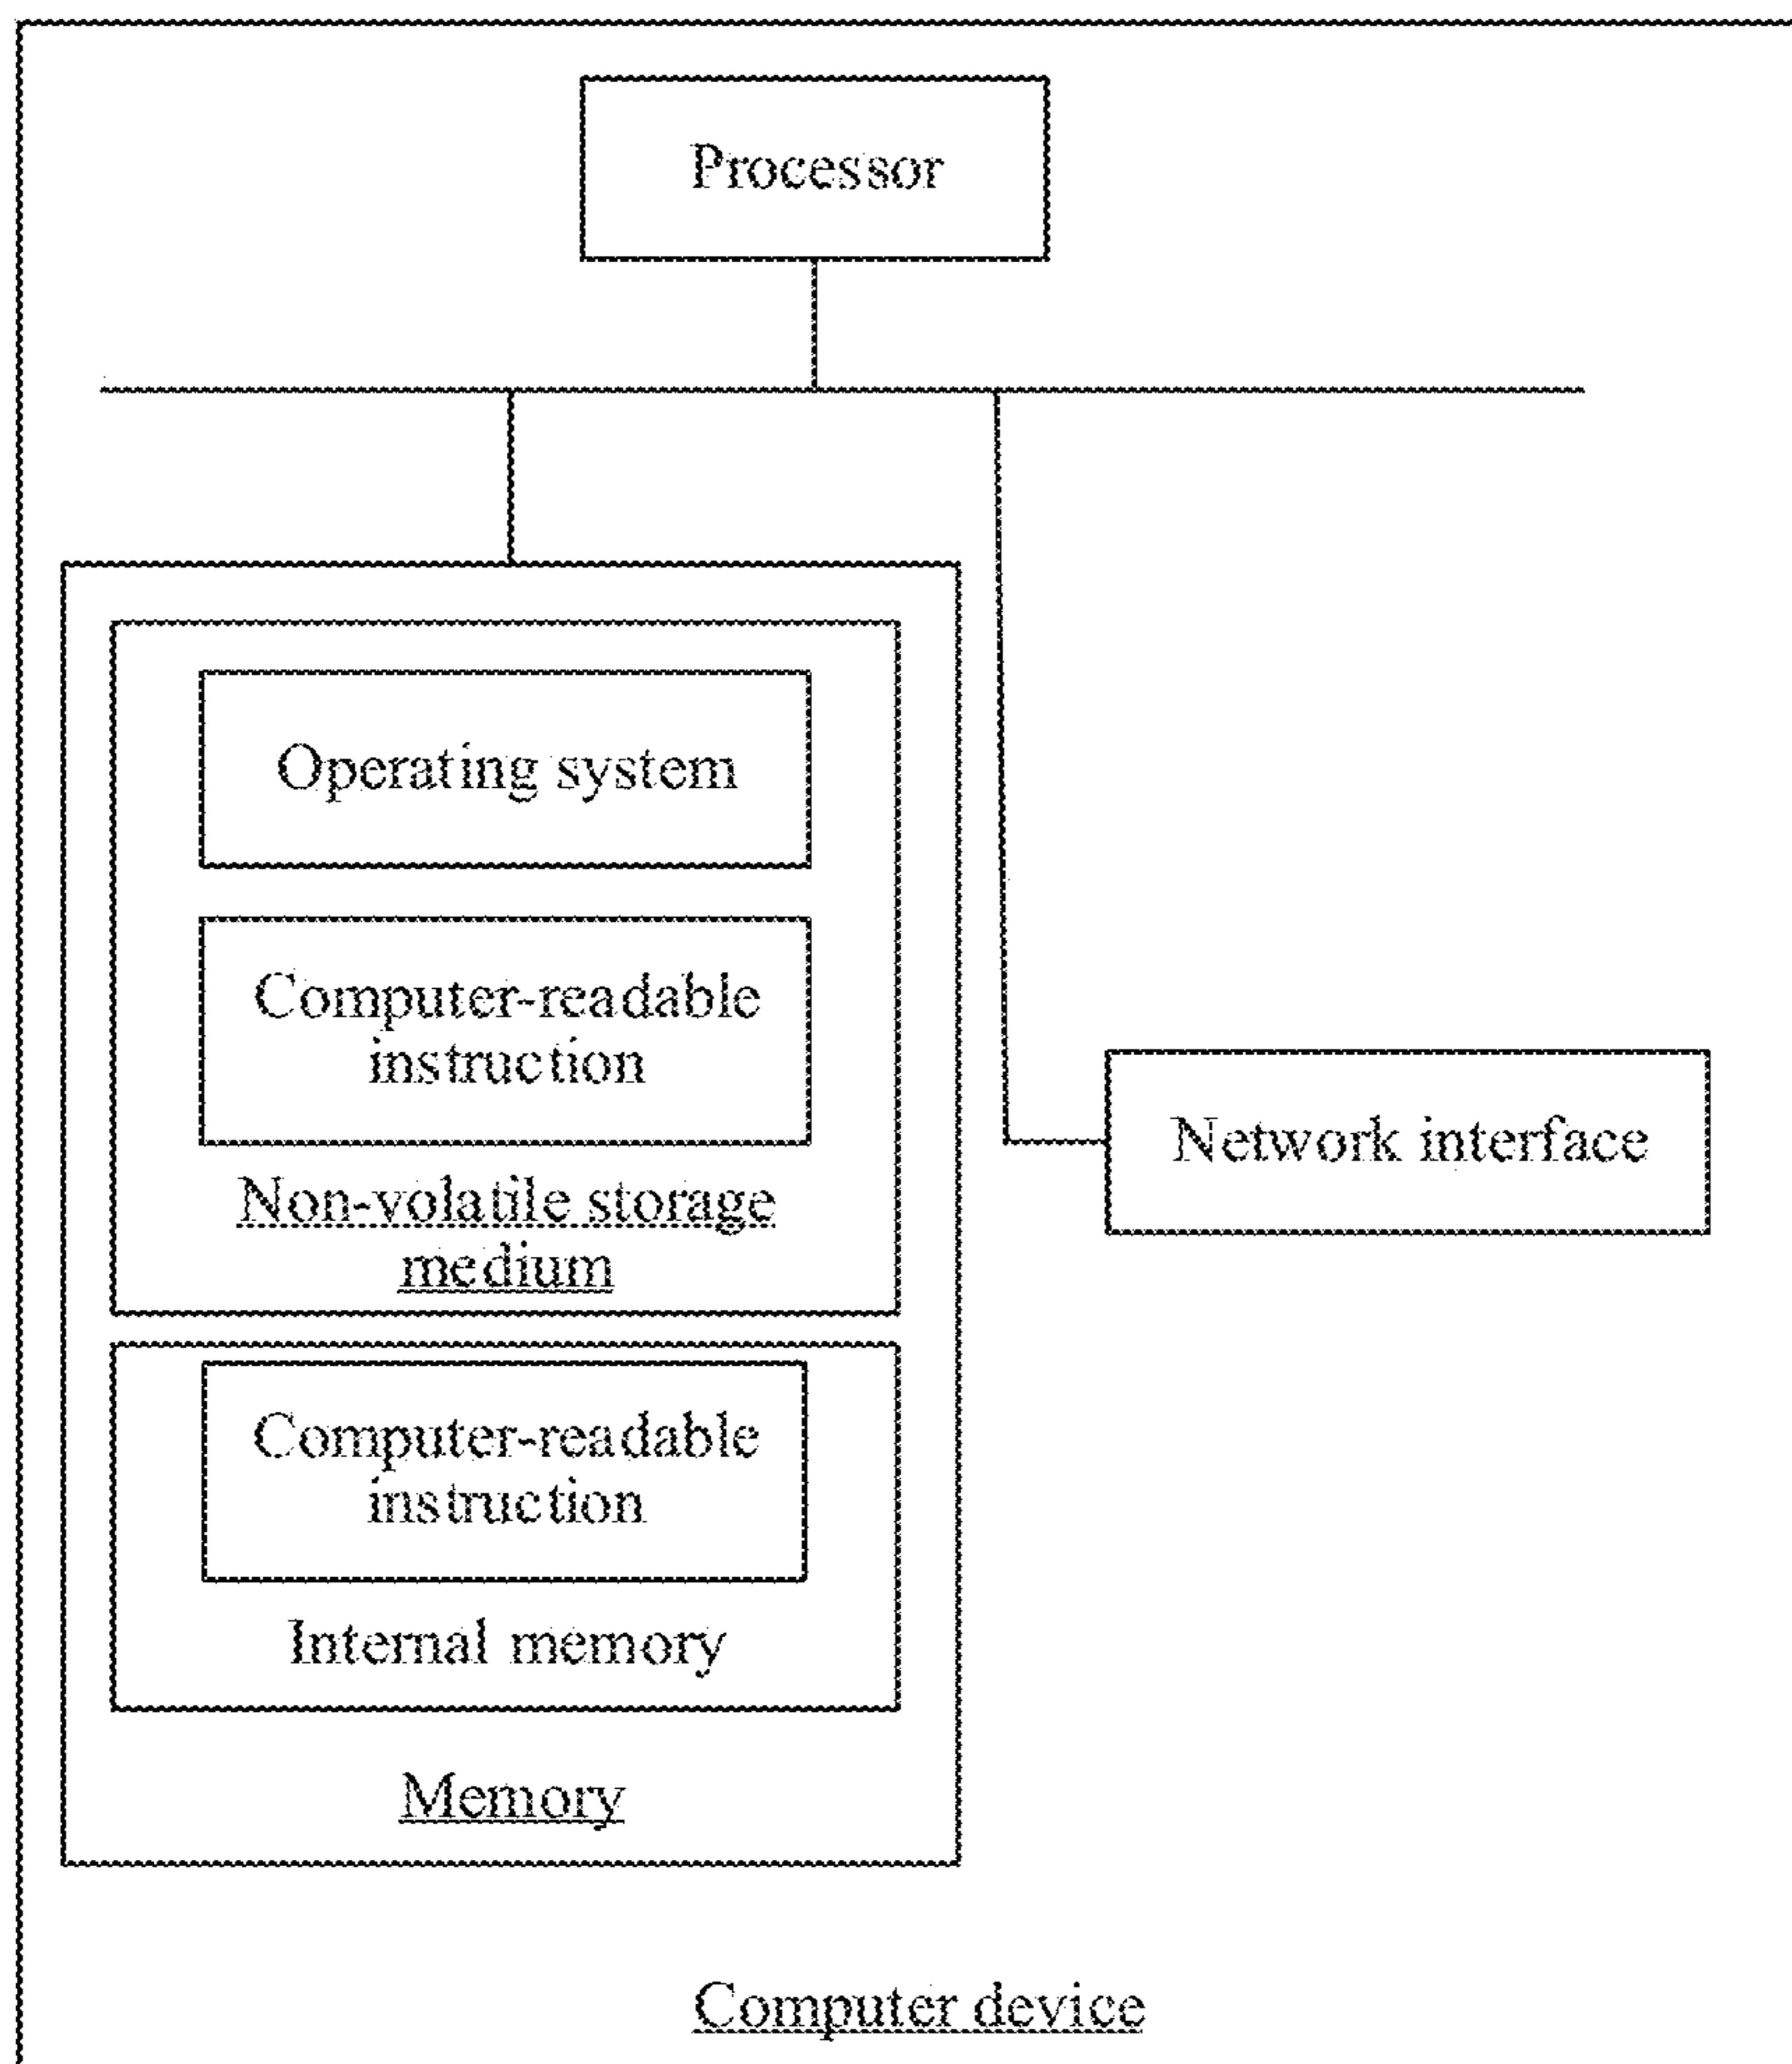 Processor
Operating system
Computer-readable
instruction
Non-volatile storage
medium
Network interface
Computer-readable
instruction
Internal memory
Memory
Computer device